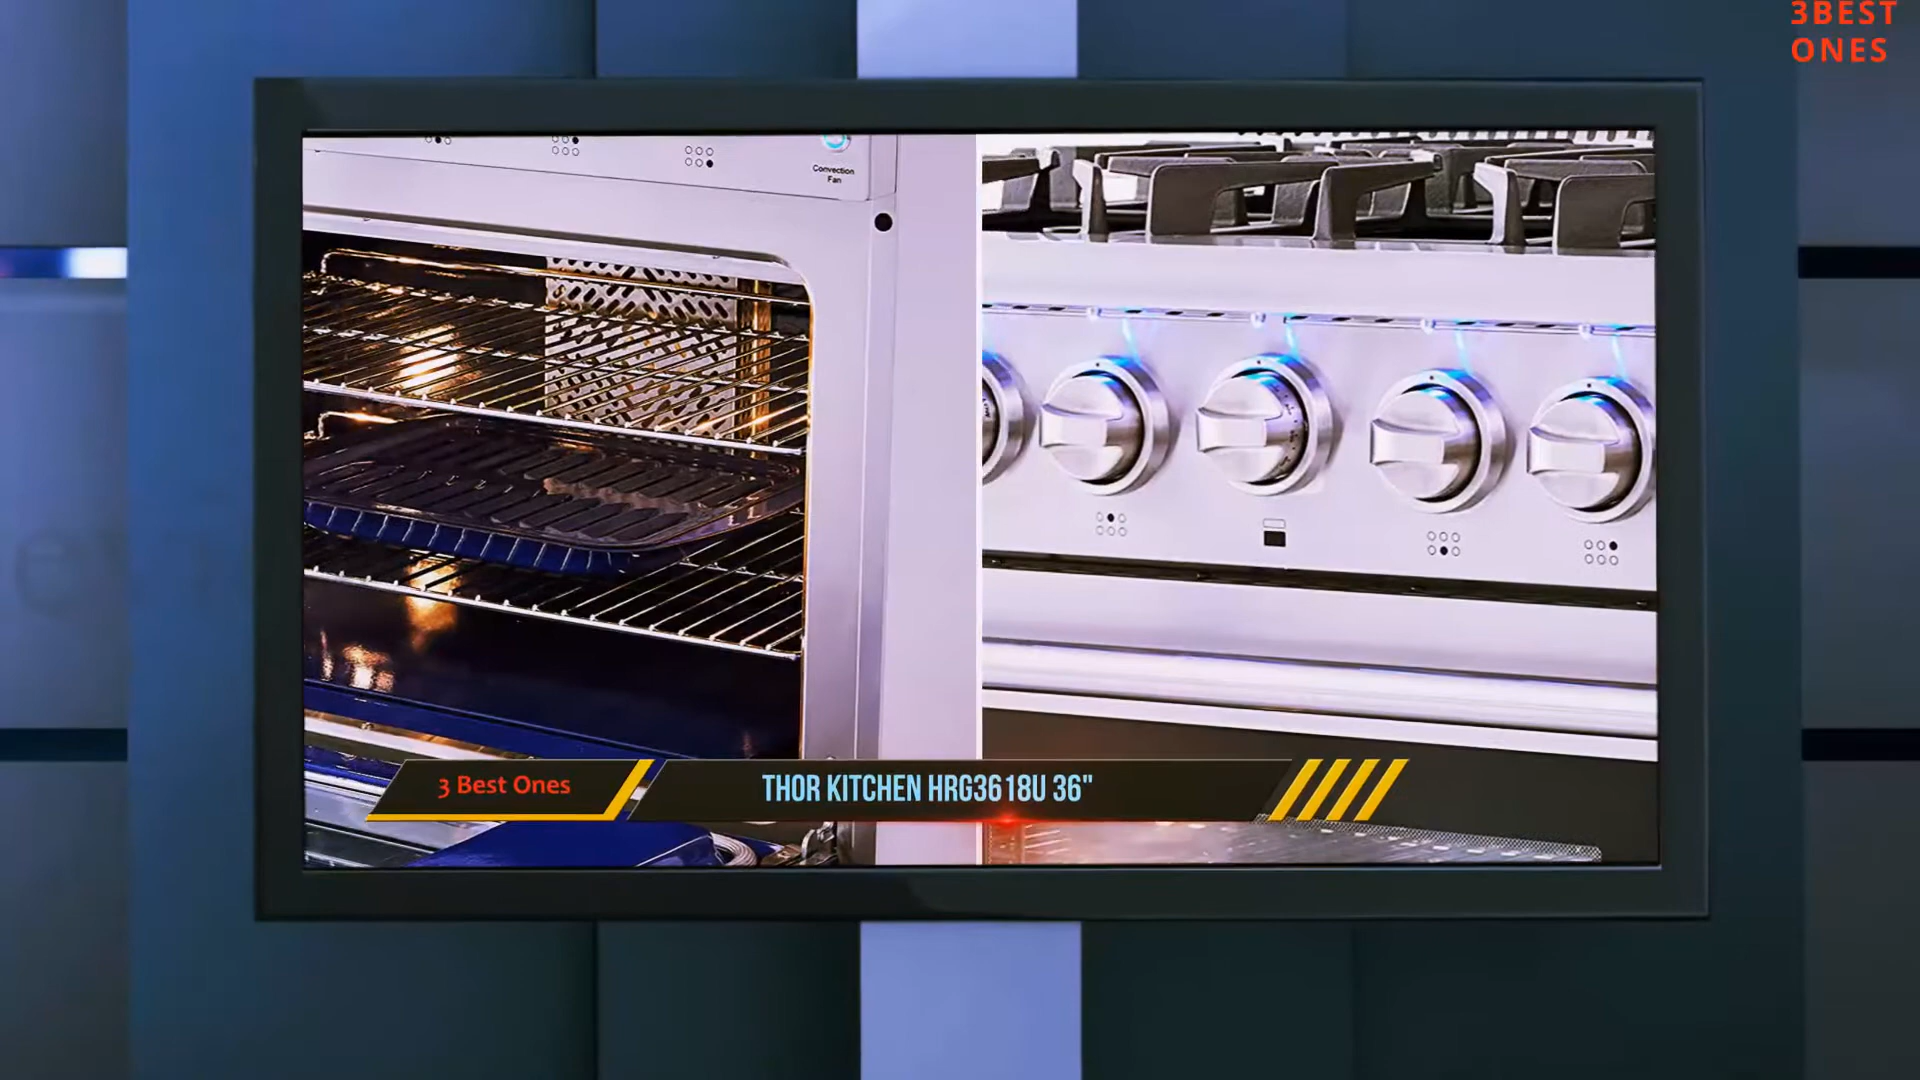 3BEST
ONES
Convection
Fan
3 Best Ones
THOR KITCHEN HRG3618U 36"